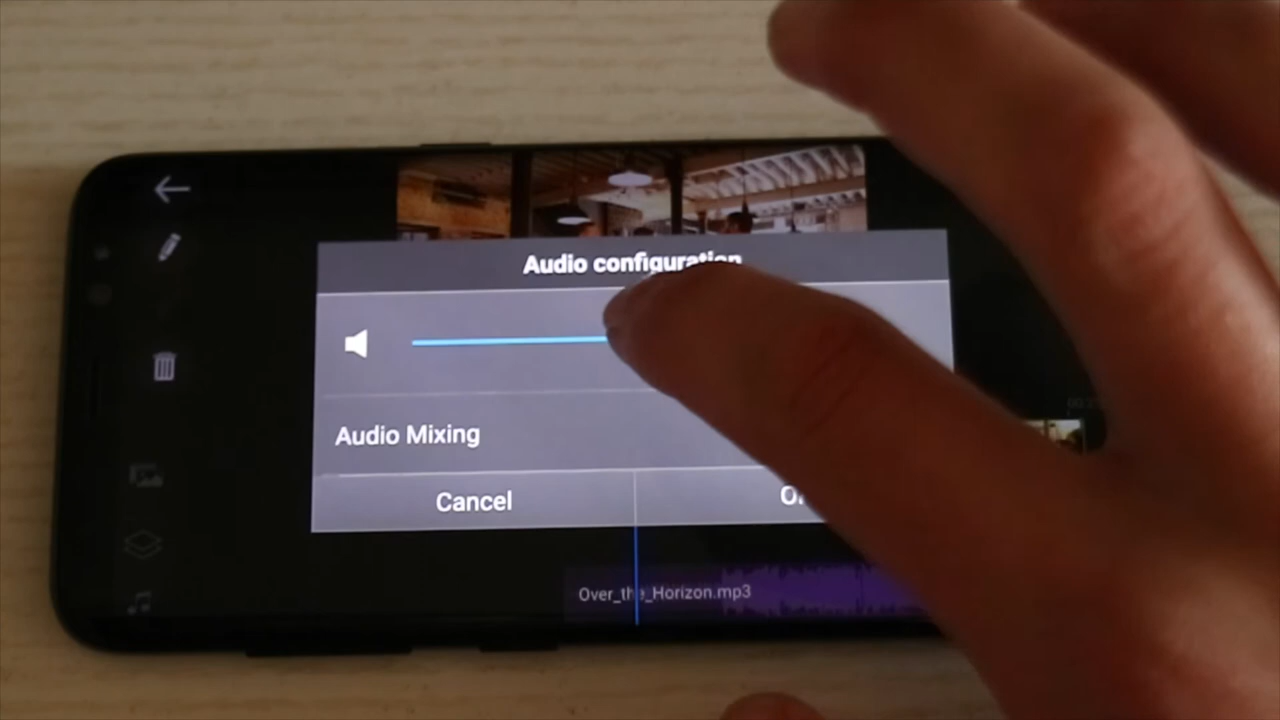 Audio configuration
Audio Mixing
Cancel
Over_the_Horizon.mp3